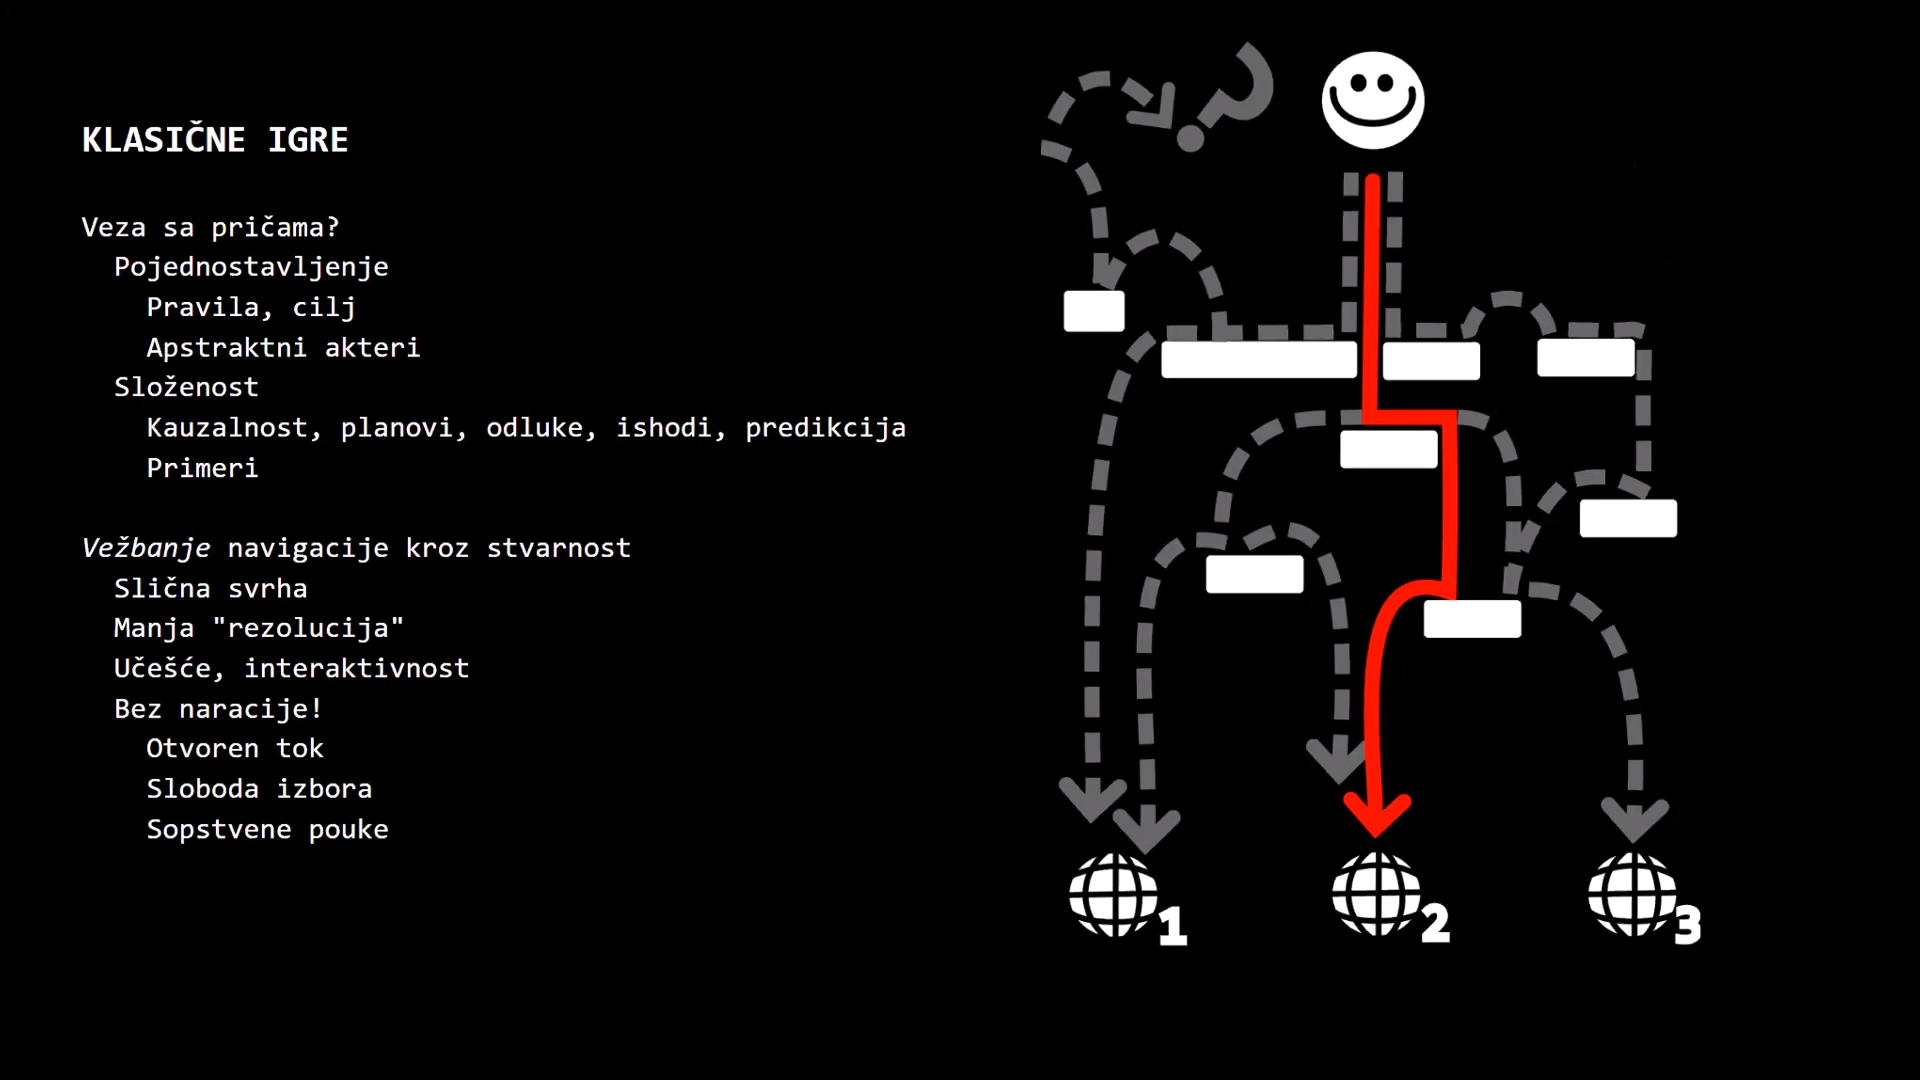 KLASIČNE IGRE
Veza sa pričama?
Pojednostavljenje
Pravila, cilj
Apstraktni akteri
Složenost
Kauzalnost, planovi, odluke, ishodi, predikcija
Primeri
Vežbanje navigacije kroz stvarnost
Slična svrha
Manja "rezolucija"
Učešće, interaktivnost
Bez naracije!
Otvoren tok
Sloboda izbora
Sopstvene pouke
?
1
2
3